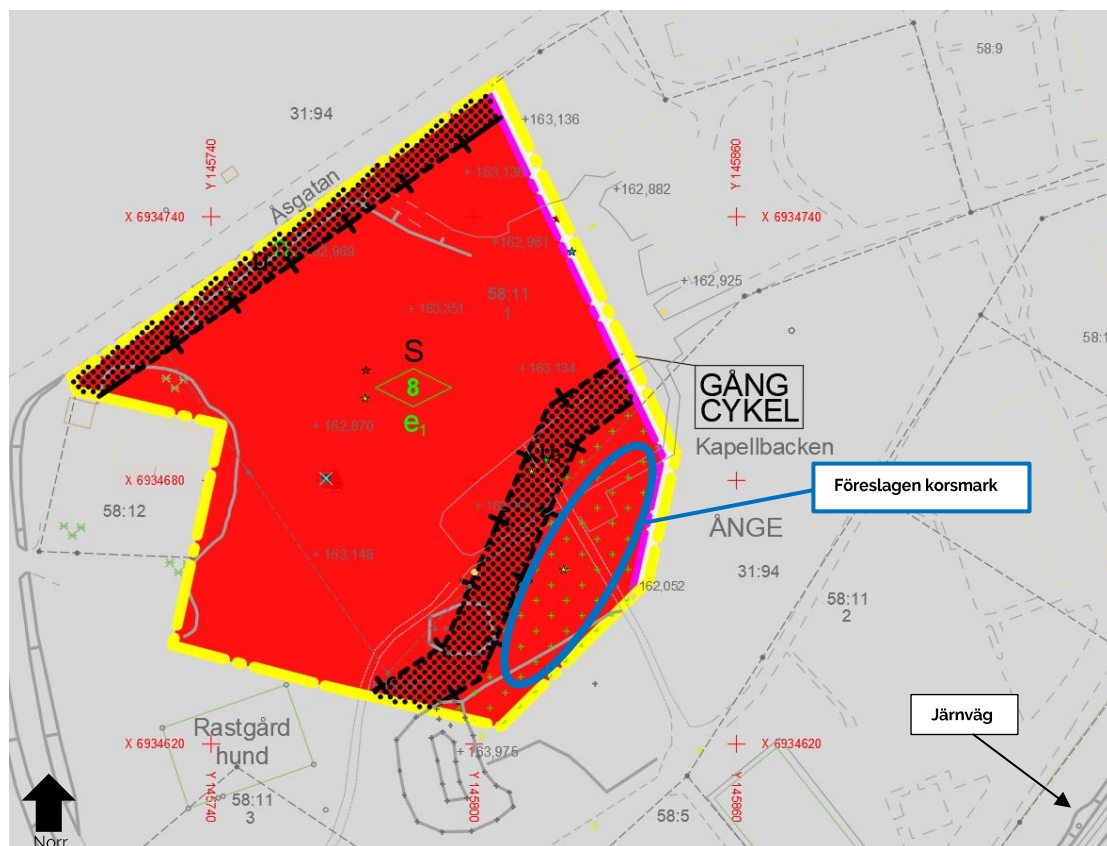 58:9
31:94
+163,136
Y 145740
Y 145860
+ 163,136
+162,882
Åsgatan
X 6934740
X 6934740
+ 162,961
n
+162,925
58:11
1
+ 163,351
S
+ 163,134
8
e1
GÅNG
CYKEL
+ 162,870
Kapellbacken
X 6934680
Föreslagen korsmark
58:12
ÅNGE
+ 163,148
31:94
162,052
58:11
2
Järnväg
Rastgård
hund
X 6934620
+ 163,975
X 6934620
Y 145740
Y 145800
Y 145860
58:11
3
58:5
Norr